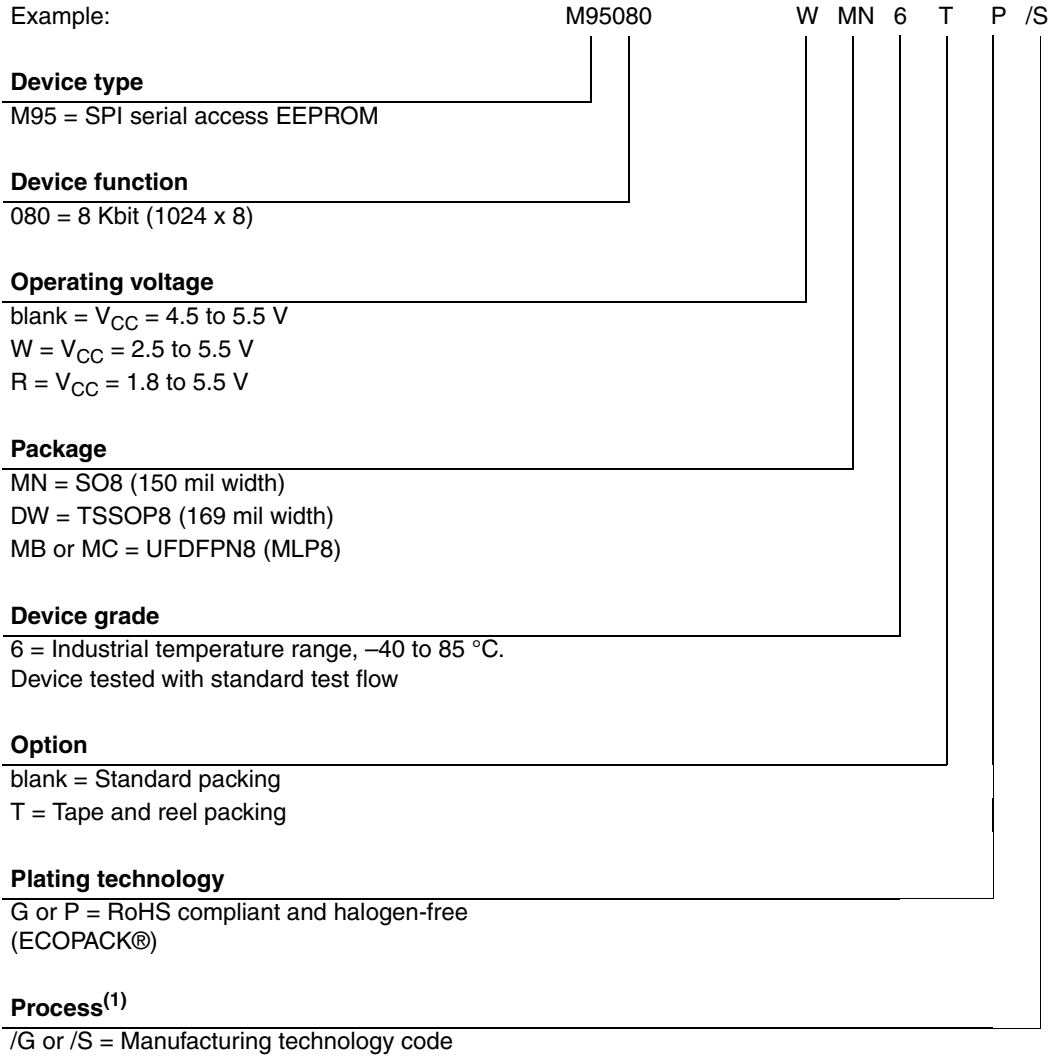 Example: M95080 W MN 6 T P /S
Device type
M95 = SPI serial access EEPROM
Device function
080 = 8 Kbit (1024 x 8)
Operating voltage
blank = VCC = 4.5 to 5.5 V
W = VCC = 2.5 to 5.5 V
R = VCC = 1.8 to 5.5 V
Package
MN = SO8 (150 mil width)
DW = TSSOP8 (169 mil width)
MB or MC = UFDFPN8 (MLP8)
Device grade
6 = Industrial temperature range, –40 to 85 °C.
Device tested with standard test flow
Option
blank = Standard packing
T = Tape and reel packing
Plating technology
G or P = RoHS compliant and halogen-free
(ECOPACK®)
Process(1)
/G or /S = Manufacturing technology code